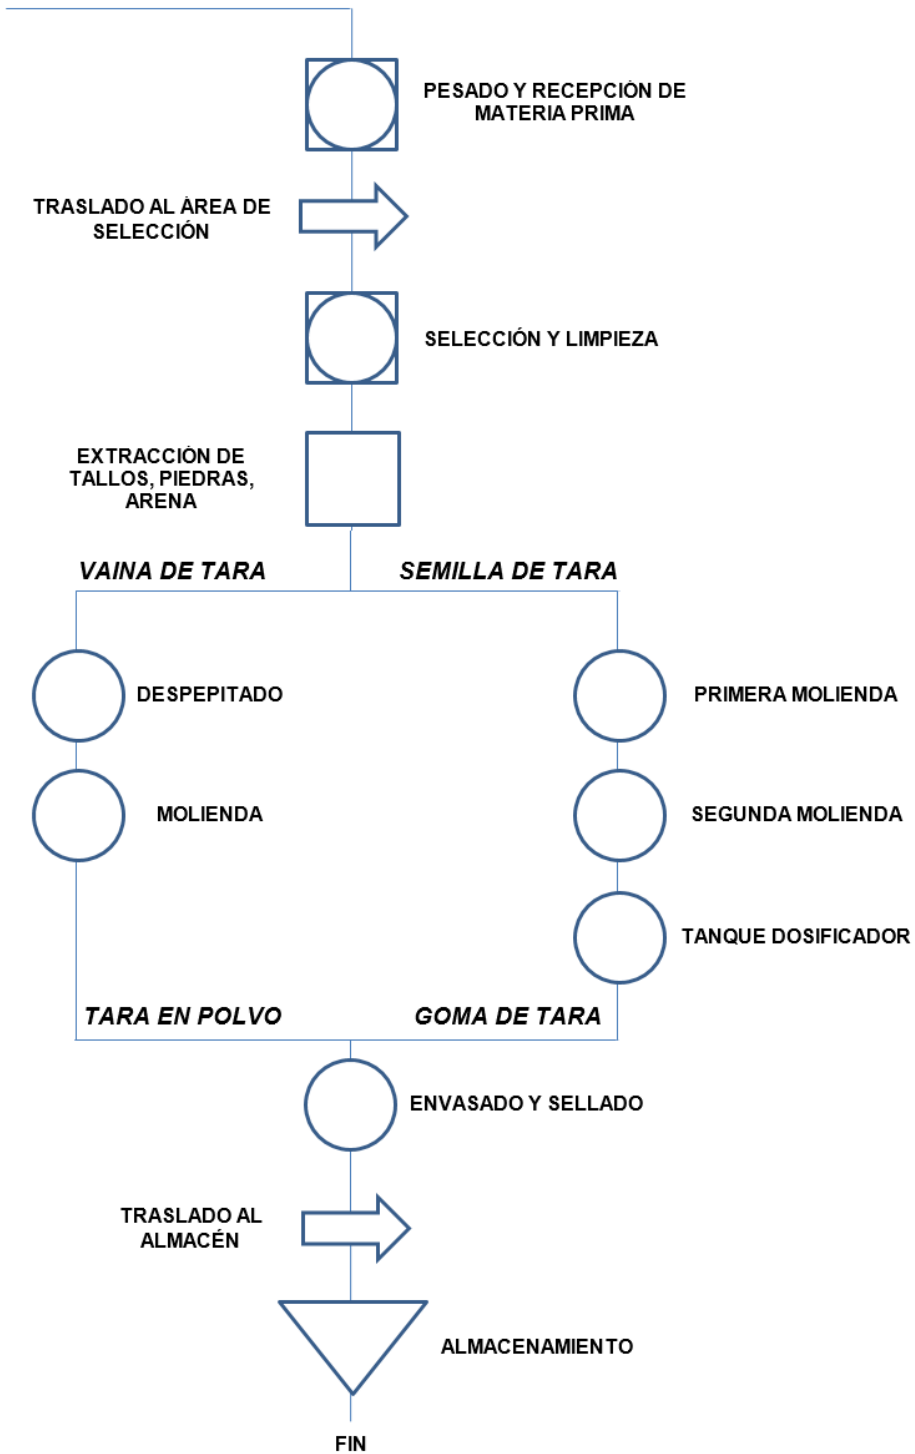 PESADO Y RECEPCIÓN DE
MATERIA PRIMA
TRASLADO AL ÁREA DE
SELECCIÓN
SELECCIÓN Y LIMPIEZA
EXTRACCIÓN DE
TALLOS, PIEDRAS,
ARENA
VAINA DE TARA
SEMILLA DE TARA
DESPEPITADO
PRIMERA MOLIENDA
MOLIENDA
SEGUNDA MOLIENDA
TANQUE DOSIFICADOR
TARA EN POLVO
GOMA DE TARA
ENVASADO Y SELLADO
TRASLADO AL
ALMACÉN
ALMACENAMIENTO
FIN